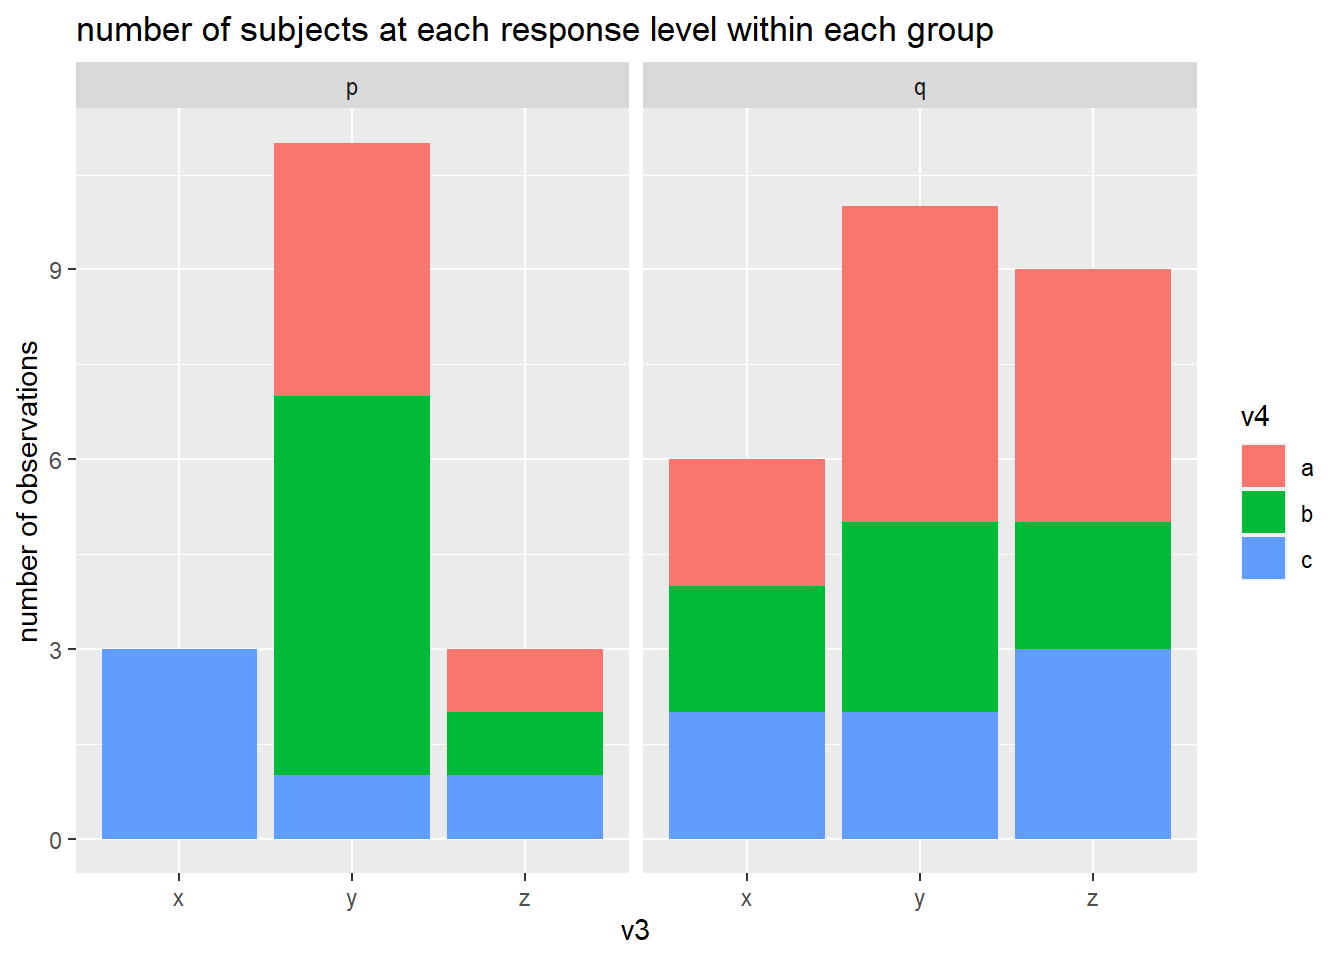 number of subjects at each response level within each group
p
q
number of observations
9
6
3
0
x
y
z
x
y
z
v3
v4
a
b
c